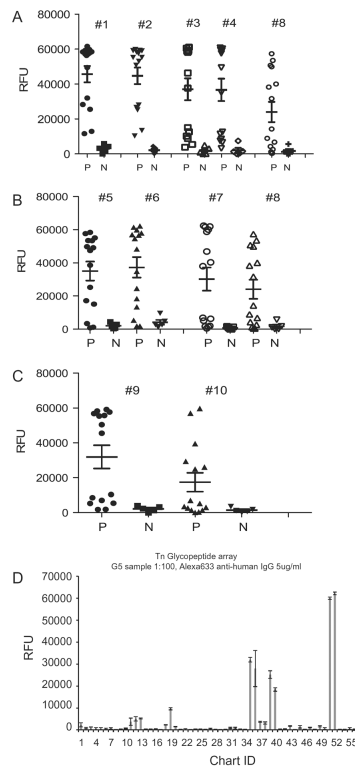 A
#1 #2 #3 #4 #8
80000
60000
40000
20000
0
RFU
P N P N P N P N P N
B
#5 #6 #7 #8
80000
60000
40000
20000
0
RFU
P N P N P N P N
C
#9 #10
80000
60000
40000
20000
0
RFU
P N P N
Tn Glycopeptide array
D
G5 sample 1:100, Alexa633 anti-human IgG 5ug/ml
70000
60000
50000
40000
30000
20000
10000
0
RFU
1 4 7 10 13 16 19 22 25 28 31 34 37 40 43 46 49 52 55
Chart ID